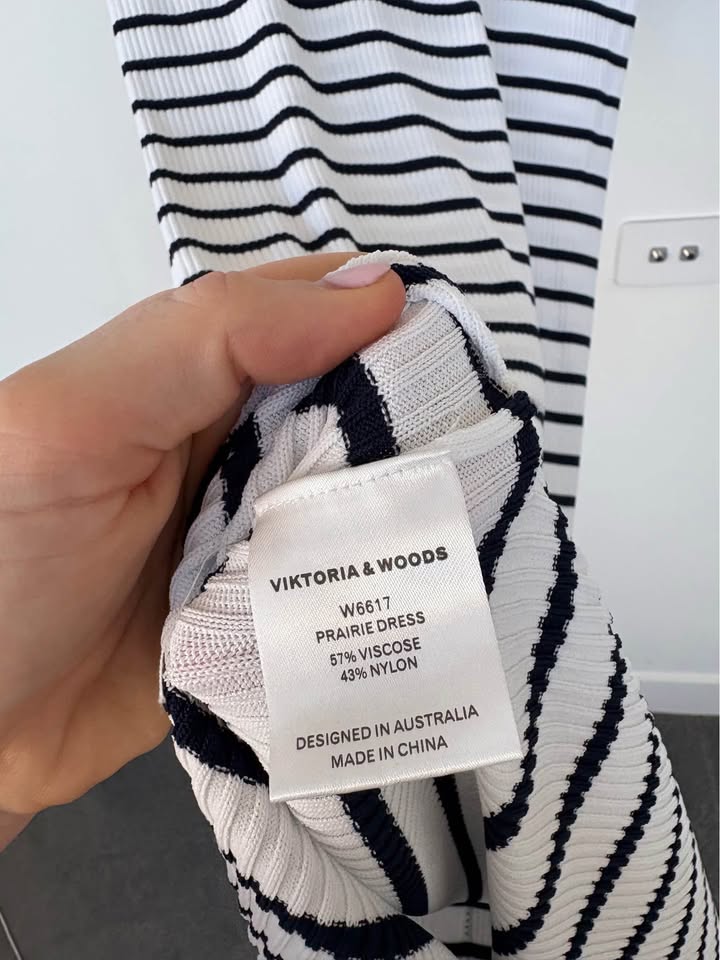 VIKTORIA & WOODS
W6617
PRAIRIE DRESS
57% VISCOSE
43% NYLON
DESIGNED IN AUSTRALIA
MADE IN CHINA